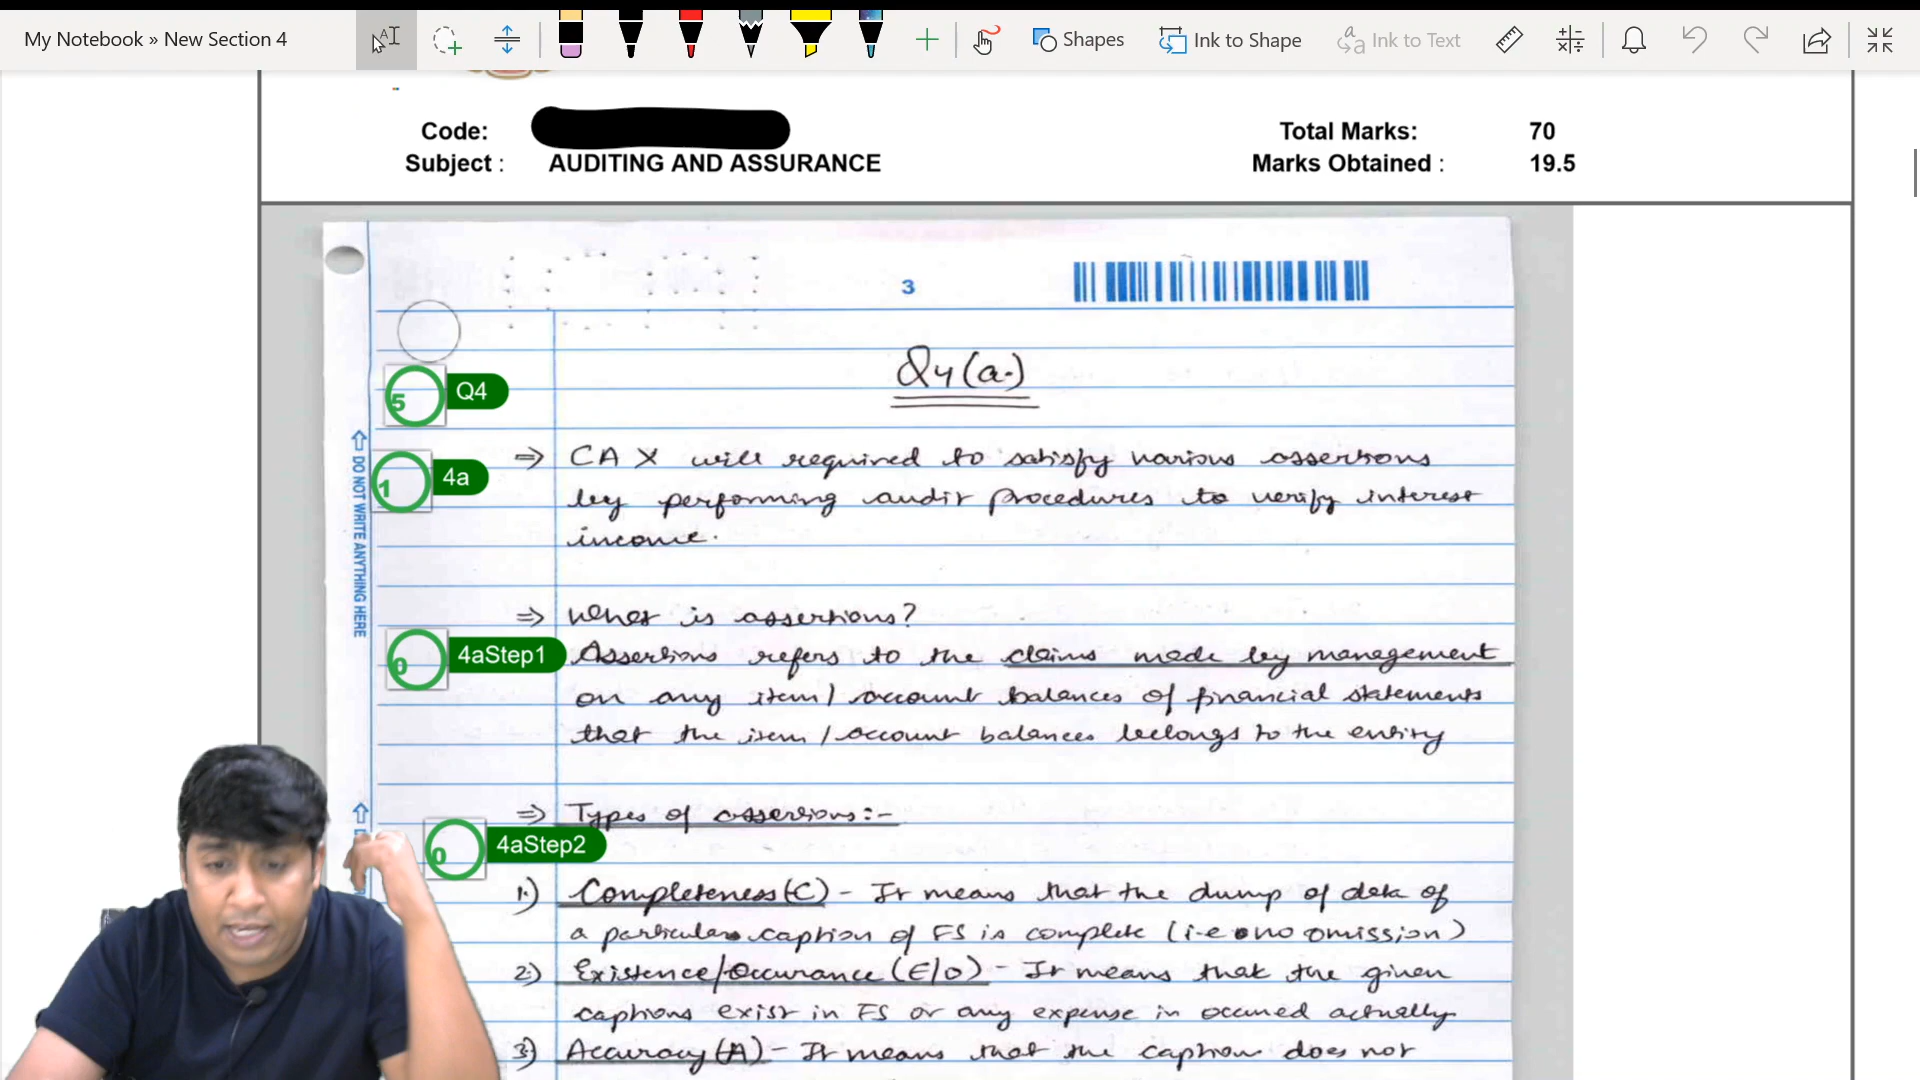 My Notebook » New Section 4
Shapes
Ink to Shape
Ink to Text
Code:
Total Marks: 70
Subject : AUDITING AND ASSURANCE
Marks Obtained : 19.5
3
Q4(a.)
5 Q4
1 4a
⇒ CA X will required to satisfy various assertions
by performing audit procedures to verify interest
income.
⇒ What is assertions?
0 4aStep1
Assertions refers to the claims made by management
on any item/account balances of financial statements
that the item/account balances belongs to the entity
⇒ Types of assertions:-
0 4aStep2
1.) Completeness(C) - It means that the dump of data of
a particular caption of FS is complete (i.e no omission)
2) Existence/Occurance (E/O) - It means that the given
captions exist in FS or any expense in occured actually
3) Accuracy(A) - It means that the caption does not
DO NOT WRITE ANYTHING HERE